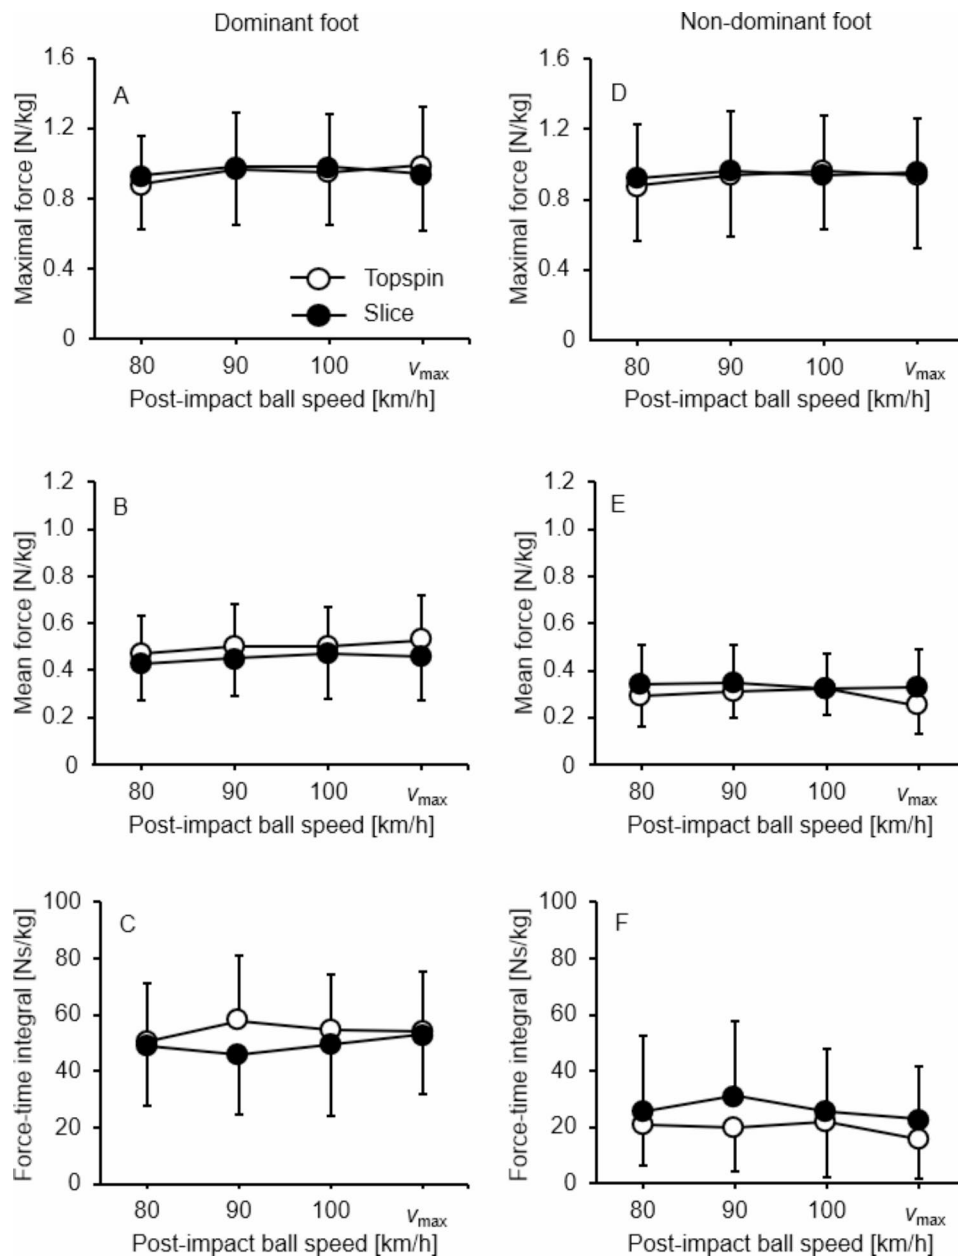 Dominant foot
Non-dominant foot
Maximal force [N/kg]
1.6
1.2
0.8
0.4
0
A
Topspin
Slice
80 90 100 vmax
Post-impact ball speed [km/h]
Maximal force [N/kg]
1.6
1.2
0.8
0.4
0
D
80 90 100 vmax
Post-impact ball speed [km/h]
Mean force [N/kg]
1.2
1.0
0.8
0.6
0.4
0.2
0
B
80 90 100 vmax
Post-impact ball speed [km/h]
Mean force [N/kg]
1.2
1.0
0.8
0.6
0.4
0.2
0
E
80 90 100 vmax
Post-impact ball speed [km/h]
Force-time integral [Ns/kg]
100
80
60
40
20
0
C
80 90 100 vmax
Post-impact ball speed [km/h]
Force-time integral [Ns/kg]
100
80
60
40
20
0
F
80 90 100 vmax
Post-impact ball speed [km/h]